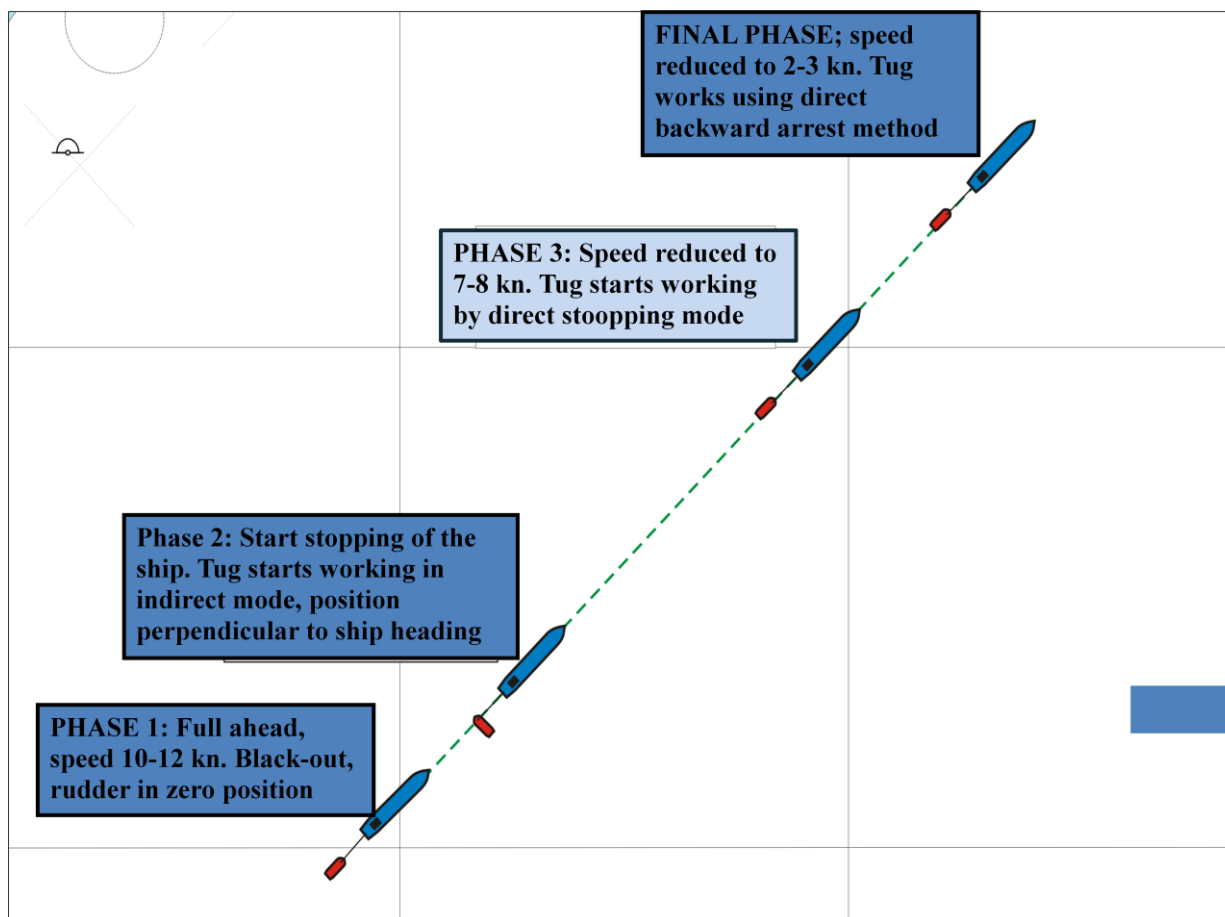 FINAL PHASE; speed
reduced to 2-3 kn. Tug
works using direct
backward arrest method
PHASE 3: Speed reduced to
7-8 kn. Tug starts working
by direct stoopping mode
Phase 2: Start stopping of the
ship. Tug starts working in
indirect mode, position
perpendicular to ship heading
PHASE 1: Full ahead,
speed 10-12 kn. Black-out,
rudder in zero position